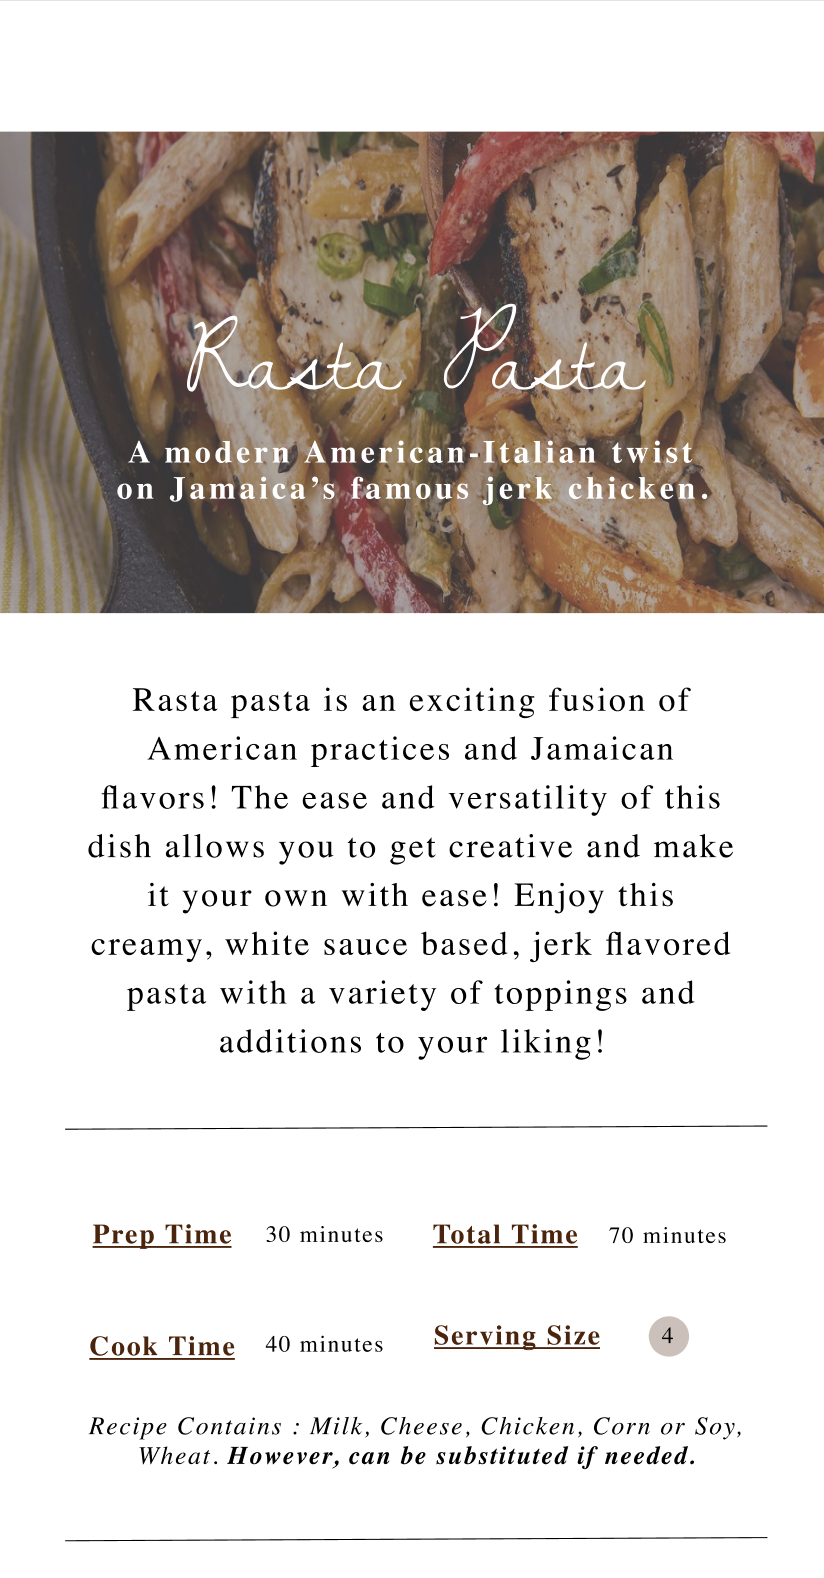 Rasta Pasta
A modern American-Italian twist
on Jamaica’s famous jerk chicken.
Rasta pasta is an exciting fusion of
American practices and Jamaican
flavors! The ease and versatility of this
dish allows you to get creative and make
it your own with ease! Enjoy this
creamy, white sauce based, jerk flavored
pasta with a variety of toppings and
additions to your liking!
Prep Time 30 minutes Total Time 70 minutes
Cook Time 40 minutes Serving Size 4
Recipe Contains : Milk, Cheese, Chicken, Corn or Soy,
Wheat. However, can be substituted if needed.